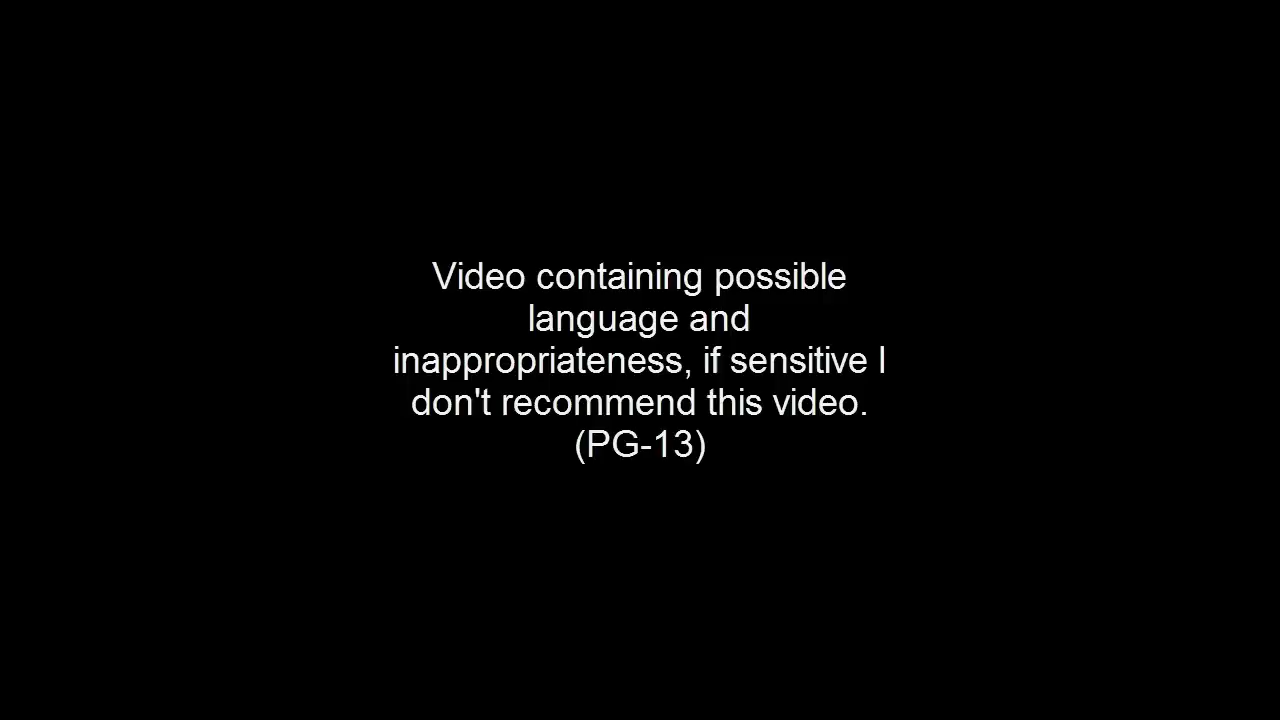 Video containing possible
language and
inappropriateness, if sensitive I
don't recommend this video.
(PG-13)